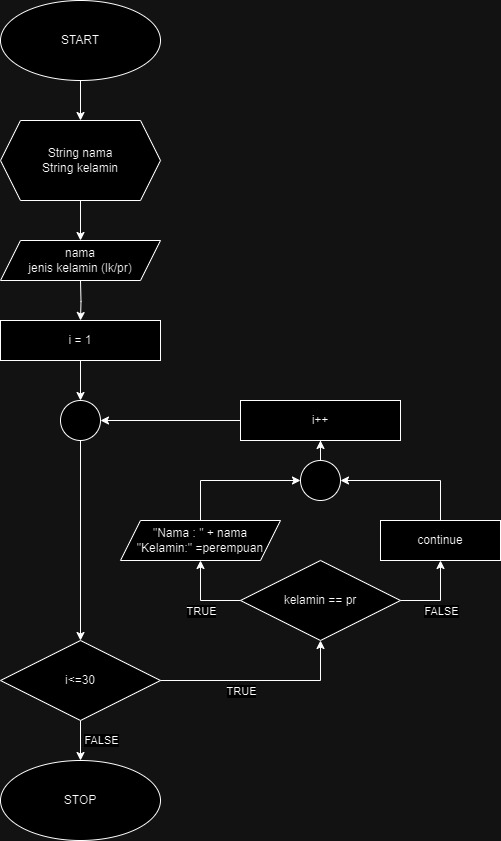 START
String nama
String kelamin
nama
jenis kelamin (lk/pr)
i = 1
i++
"Nama : " + nama
"Kelamin:" =perempuan
continue
kelamin == pr
TRUE
FALSE
i<=30
TRUE
FALSE
STOP